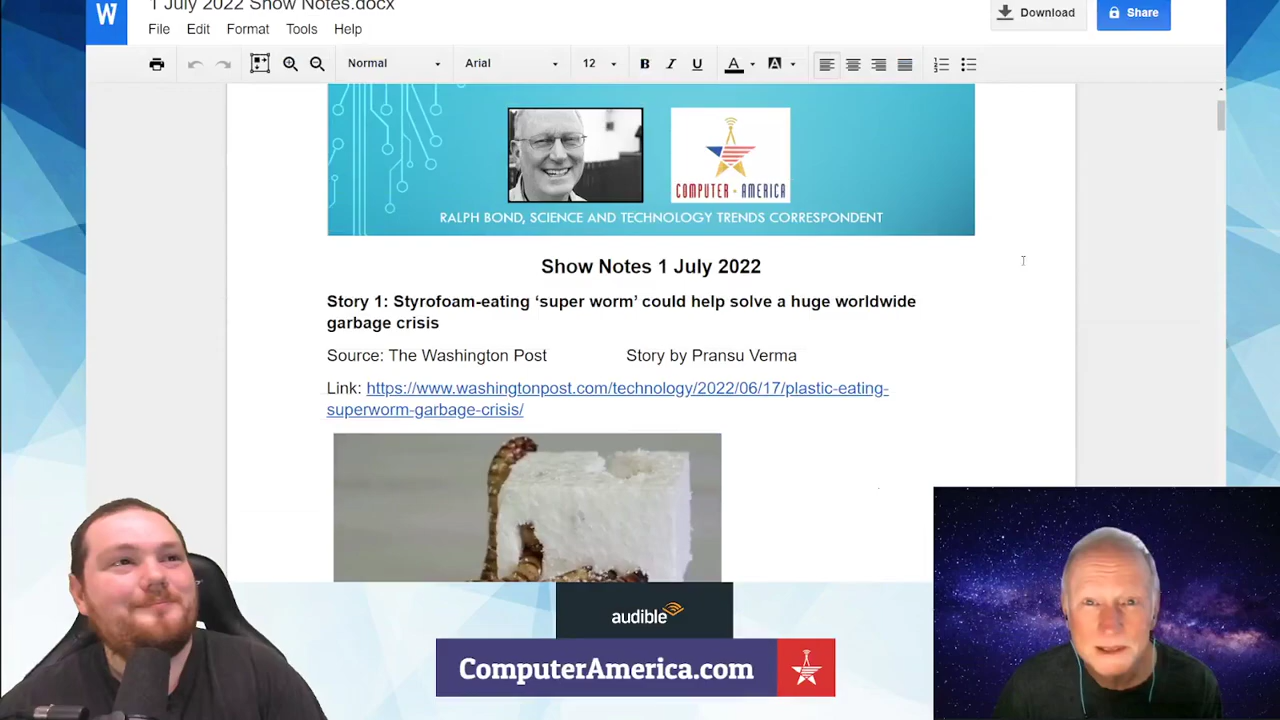 1 July 2022 Show Notes.docx
W
File Edit Format Tools Help
Download
Share
Normal Arial 12 B I U A A
COMPUTER AMERICA
RALPH BOND, SCIENCE AND TECHNOLOGY TRENDS CORRESPONDENT
Show Notes 1 July 2022
Story 1: Styrofoam-eating ‘super worm’ could help solve a huge worldwide
garbage crisis
Source: The Washington Post Story by Pransu Verma
Link: https://www.washingtonpost.com/technology/2022/06/17/plastic-eating-
superworm-garbage-crisis/
audible
ComputerAmerica.com